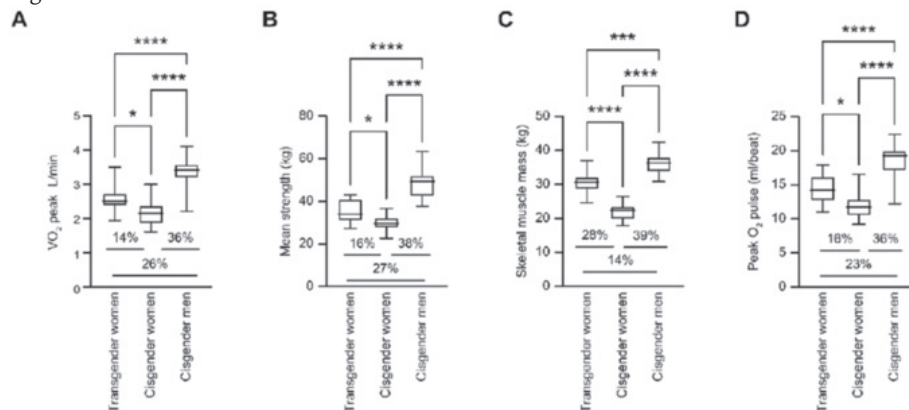 A
****
****
*
VO2 peak L/min
5
4
3
2
1
0
14% 36%
26%
Transgender women
Cisgender women
Cisgender men
B
****
****
*
Mean strength (kg)
80
60
40
20
0
16% 38%
27%
Transgender women
Cisgender women
Cisgender men
C
***
****
****
Skeletal muscle mass (kg)
50
40
30
20
10
0
28% 39%
14%
Transgender women
Cisgender women
Cisgender men
D
****
****
*
Peak O2 pulse (ml/beat)
25
20
15
10
5
0
36%
23%
Transgender women
Cisgender women
Cisgender men